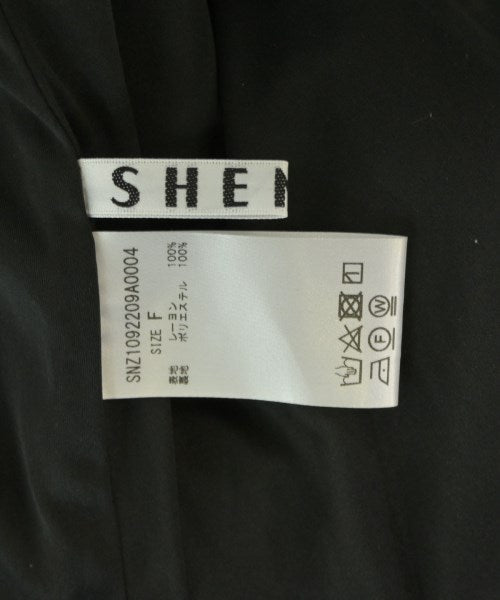 SHEN
SNZ1092209A0004
SIZE F
表地 レーヨン 100%
裏地 ポリエステル 100%
F W